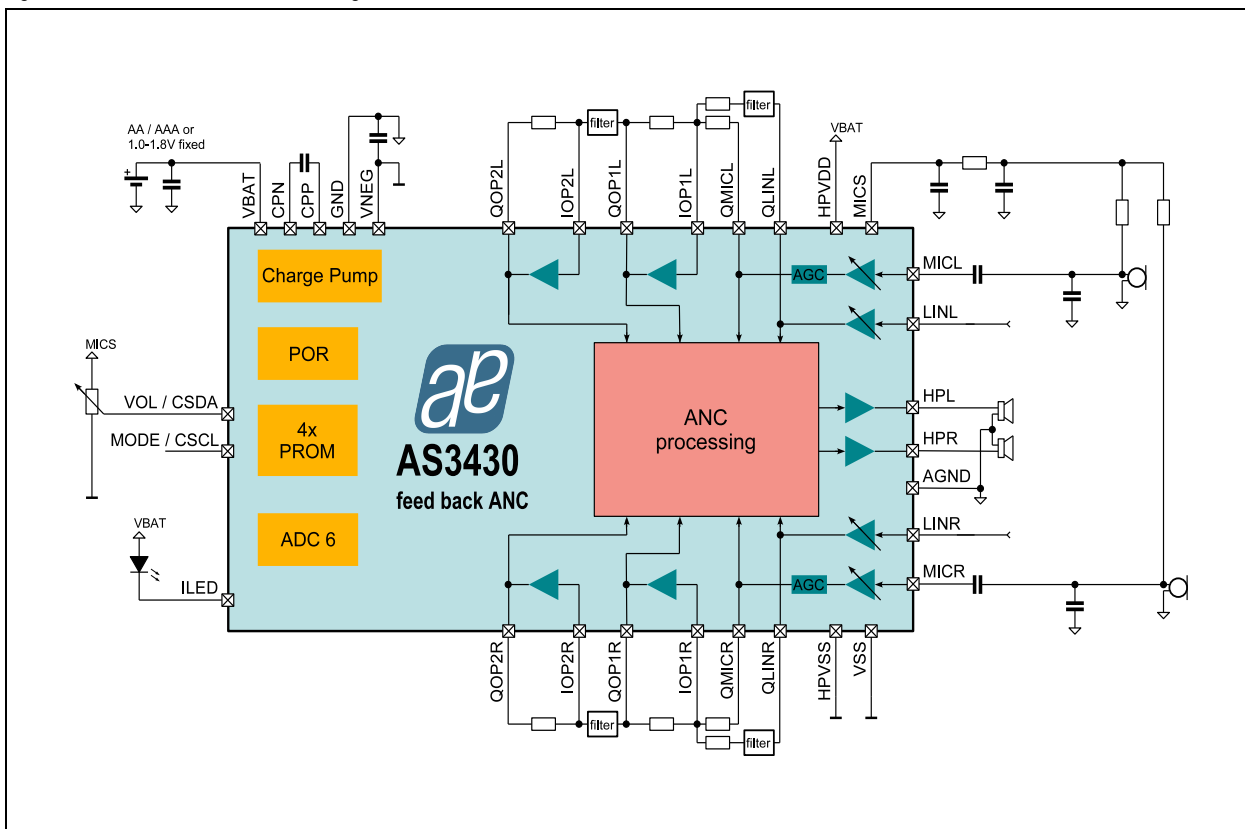 filter
filter
AA / AAA or
1.0-1.8V fixed
VBAT
VBAT
CPN
CPP
GND
VNEG
QOP2L
IOP2L
QOP1L
IOP1L
QMICL
QLINL
HPVDD
MICS
Charge Pump
AGC
MICL
LINL
POR
MICS
VOL / CSDA
MODE / CSCL
4x
PROM
ae
AS3430
feed back ANC
ANC
processing
HPL
HPR
AGND
ADC 6
VBAT
ILED
LINR
AGC
MICR
QOP2R
IOP2R
QOP1R
IOP1R
QMICR
QLINR
HPVSS
VSS
filter
filter